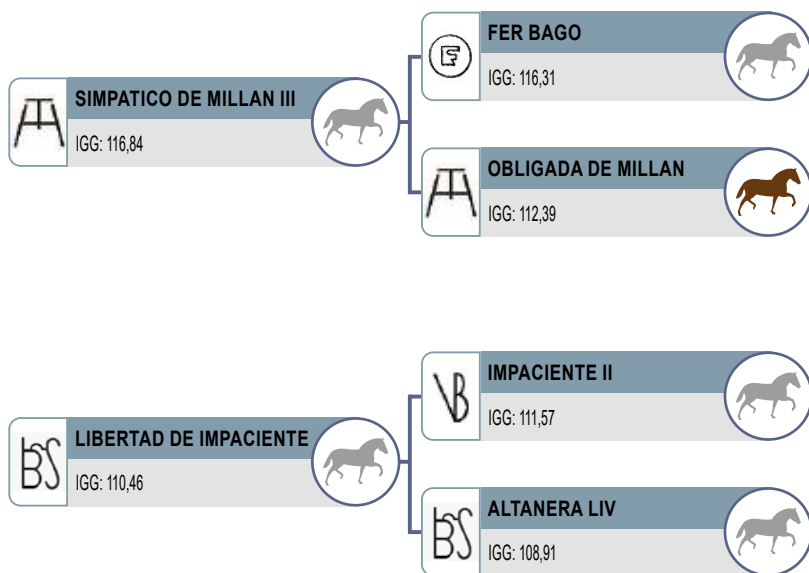 FER BAGO
IGG: 116,31
SIMPATICO DE MILLAN III
IGG: 116,84
OBLIGADA DE MILLAN
IGG: 112,39
IMPACIENTE II
IGG: 111,57
LIBERTAD DE IMPACIENTE
IGG: 110,46
ALTANERA LIV
IGG: 108,91